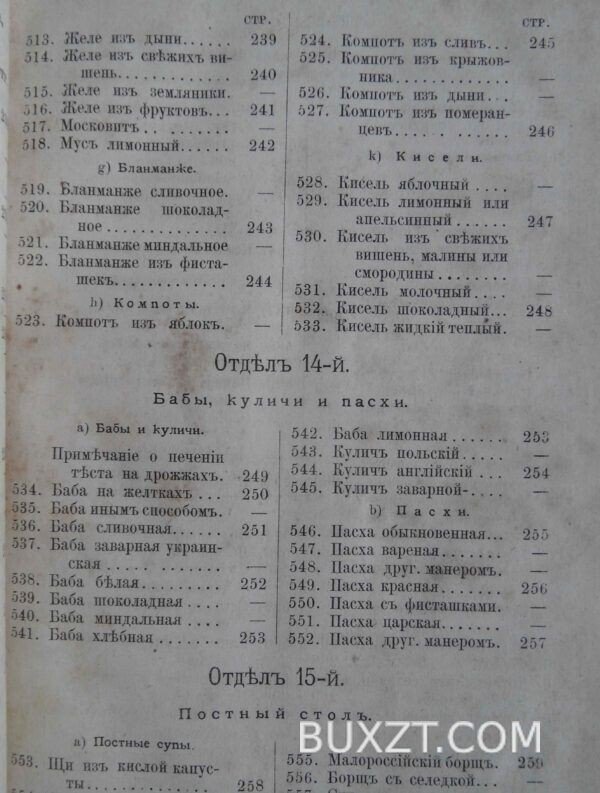 СТР.
513. Желе изъ дыни...... 239
514. Желе изъ свѣжихъ ви-
шень............ 240
515. Желе изъ земляники. —
516. Желе изъ фруктовъ... 241
517. Московитъ . . ....... —
518. Мусъ лимонный...... 242
g) Бланманже.
519. Бланманже сливочное. —
520. Бланманже шоколад-
ное ............. 243
521. Бланманже миндальное —
522. Бланманже изъ фиста-
шекъ............ 244
h) Компоты.
523. Компотъ изъ яблокъ. —
СТР.
524. Компотъ изъ сливъ... 245
525. Компотъ изъ крыжов-
ника............ —
526. Компотъ изъ дыни. . —
527. Компотъ изъ померан-
цевъ............ 246
k) Кисели.
528. Кисель яблочный .... —
529. Кисель лимонный или
апельсинный ...... 247
530. Кисель изъ свѣжихъ
вишень, малины или
смородины ........ —
531. Кисель молочный .... —
532. Кисель шоколадный... 248
533. Кисель жидкій теплый. —
Отдѣлъ 14-й.
Бабы, куличи и пасхи.
a) Бабы и куличи.
Примѣчаніе о печеніи
тѣста на дрожжахъ. 249
534. Баба на желткахъ ... 250
535. Баба инымъ способомъ. —
536. Баба сливочная...... 251
537. Баба заварная украин-
ская ............ —
538. Баба бѣлая......... 252
539. Баба шоколадная .... —
540. Баба миндальная .... —
541. Баба хлѣбная ....... 253
542. Баба лимонная ...... 253
543. Куличъ польскій .... —
544. Куличъ англійскій ... 254
545. Куличъ заварной-.... —
b) Пасхи.
546. Пасха обыкновенная... 255
547. Пасха вареная....... —
548. Пасха друг. манеромъ. —
549. Пасха красная ...... 256
550. Пасха съ фисташками. —
551. Пасха царская....... —
552. Пасха друг. манеромъ. 257
Отдѣлъ 15-й.
Постный столъ.
a) Постные супы.
553. Щи изъ кислой капус-
ты.............. 258
555. Малороссійскій борщъ. 259
556. Борщъ съ селедкой... —
BUXZT.COM